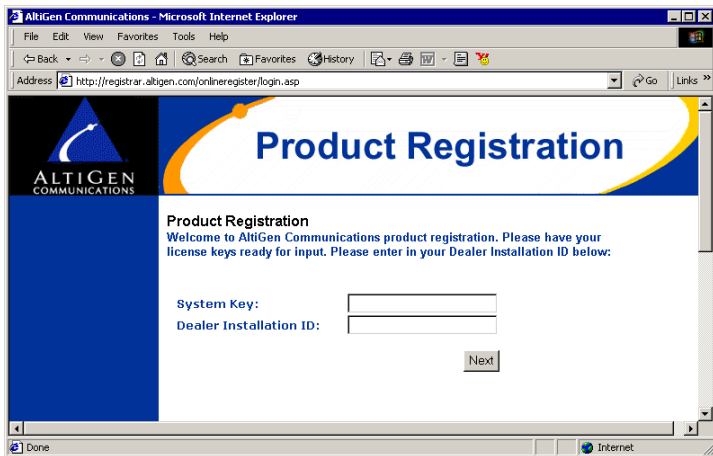 AltiGen Communications - Microsoft Internet Explorer
File Edit View Favorites Tools Help
Back Search Favorites History
Address http://registrar.altigen.com/onlineregister/login.asp Go Links »
ALTIGEN
COMMUNICATIONS
Product Registration
Product Registration
Welcome to AltiGen Communications product registration. Please have your
license keys ready for input. Please enter in your Dealer Installation ID below:
System Key:
Dealer Installation ID:
Next
Done Internet